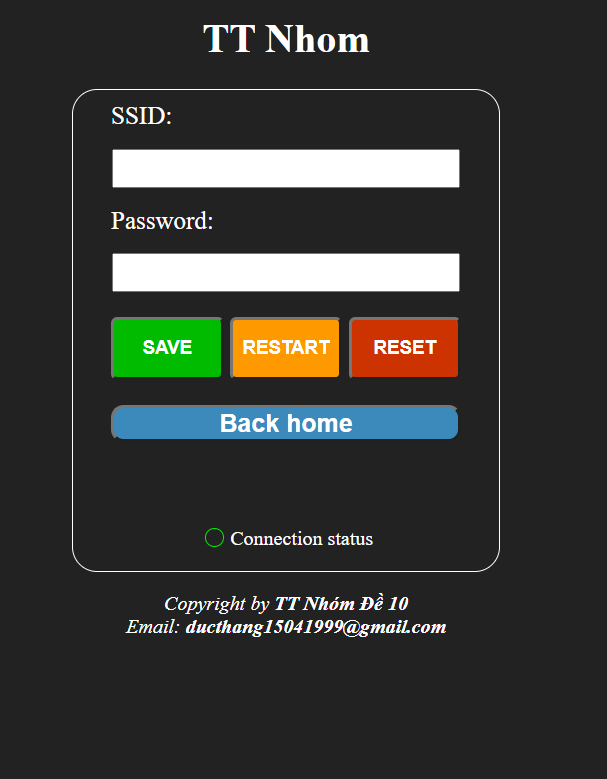 TT Nhom
SSID:
Password:
SAVE RESTART RESET
Back home
Connection status
Copyright by TT Nhóm Đề 10
Email: ducthang15041999@gmail.com